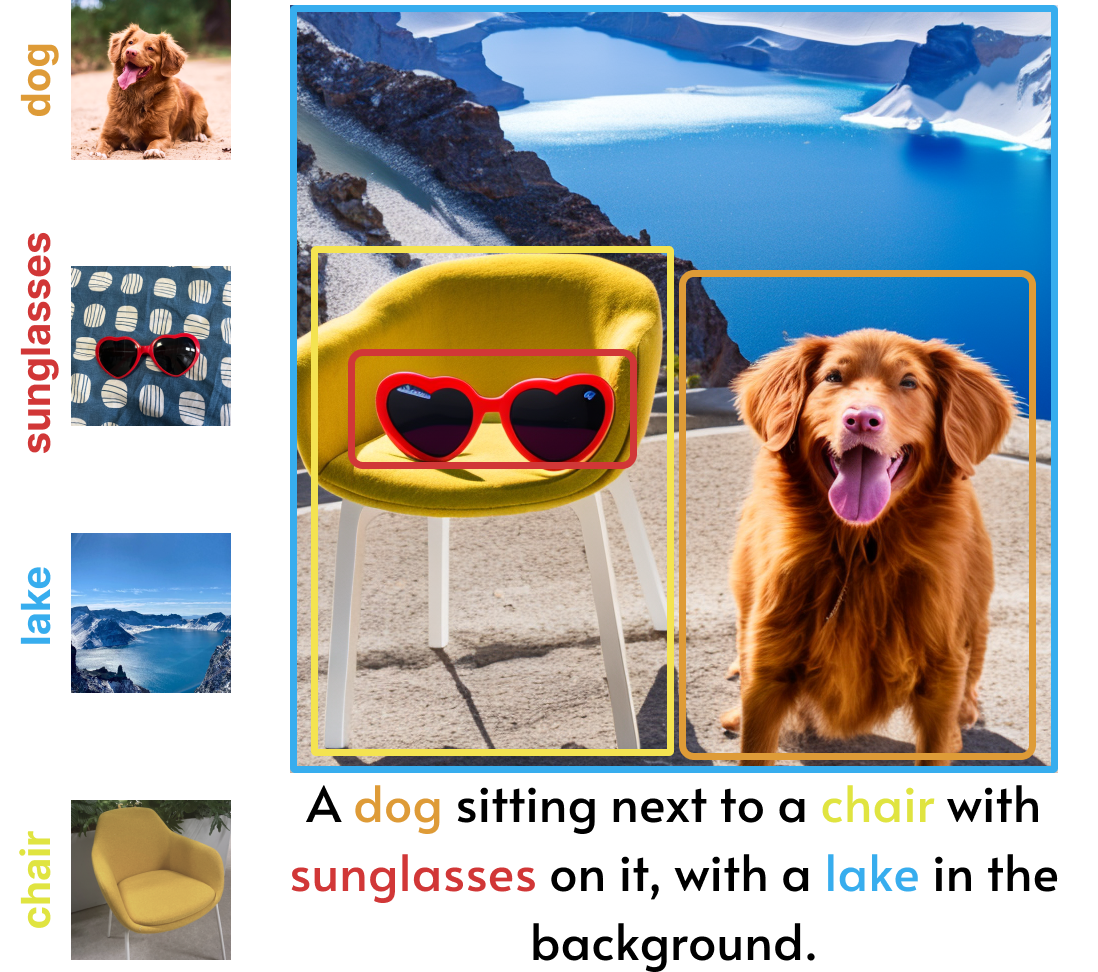 dog
sunglasses
lake
chair
A dog sitting next to a chair with
sunglasses on it, with a lake in the
background.